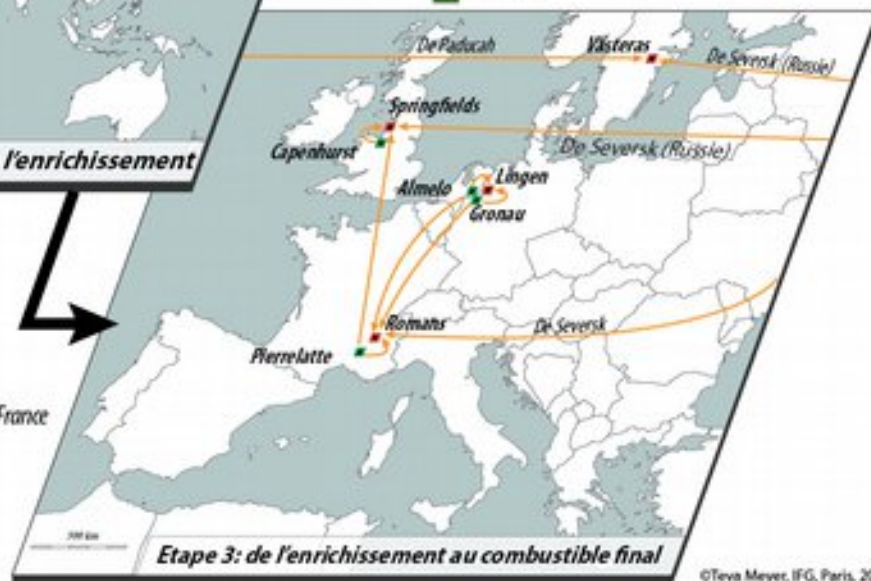 De Paducah
Västeras
De Seversk (Russie)
Springfields
l'enrichissement
Capenhurst
De Seversk (Russie)
Almelo
Lingen
Gronau
Romans
De Seversk
Pierrelatte
France
km
Etape 3: de l'enrichissement au combustible final
©Teva Meyer, IFG, Paris, 20